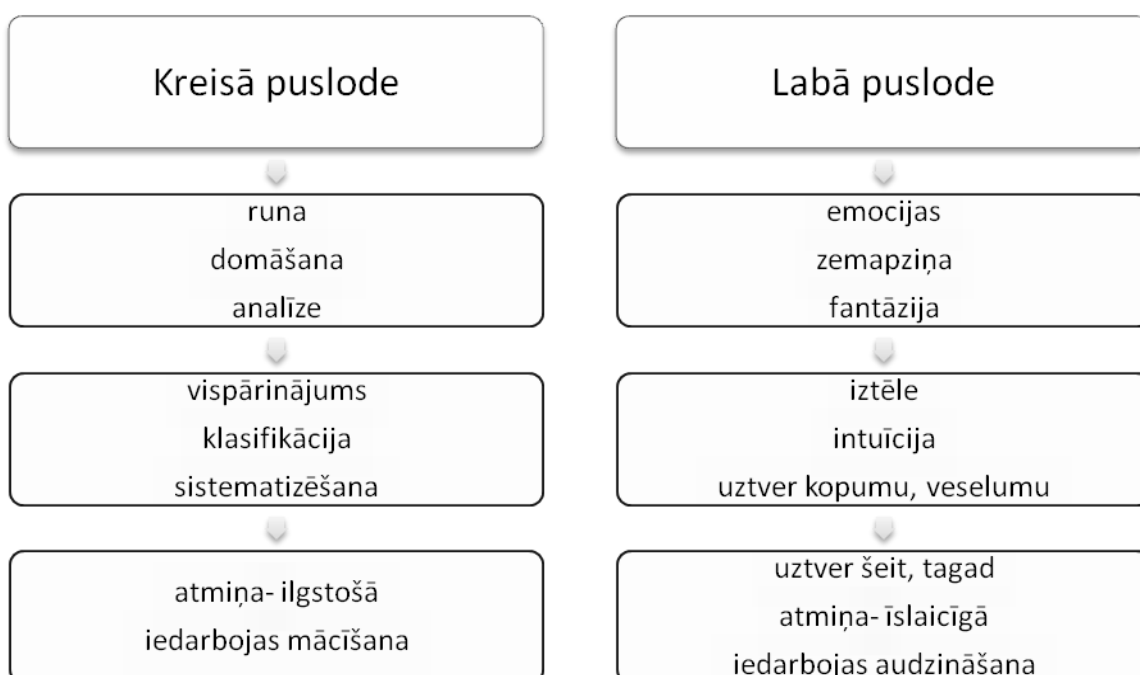 Kreisā puslode
runa
domāšana
analīze
vispārinājums
klasifikācija
sistematizēšana
atmiņa- ilgstošā
iedarbojas mācīšana
Labā puslode
emocijas
zemapziņa
fantāzija
iztēle
intuīcija
uztver kopumu, veselumu
uztver šeit, tagad
atmiņa- īslaicīgā
iedarbojas audzināšana